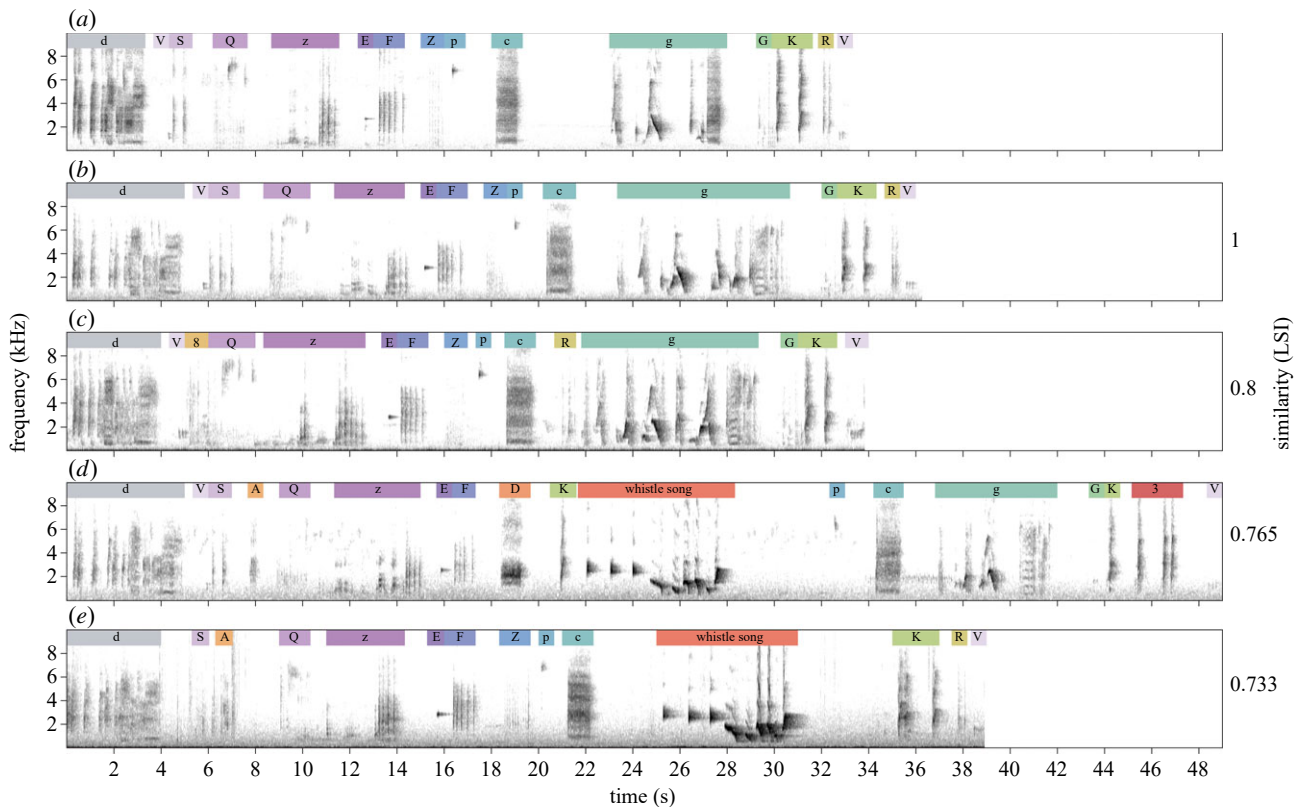 (a)
d V S Q z E F Z p c g G K R V
8
6
4
2
(b)
d V S Q z E F Z p c g G K R V
8
6
4
2
1
(c)
d V 8 Q z E F Z p c R g G K V
8
6
4
2
0.8
frequency (kHz)
similarity (LSI)
(d)
d V S A Q z E F D K whistle song p c g G K 3 V
8
6
4
2
0.765
(e)
d S A Q z E F Z p c whistle song K R V
8
6
4
2
0.733
2 4 6 8 10 12 14 16 18 20 22 24 26 28 30 32 34 36 38 40 42 44 46 48
time (s)